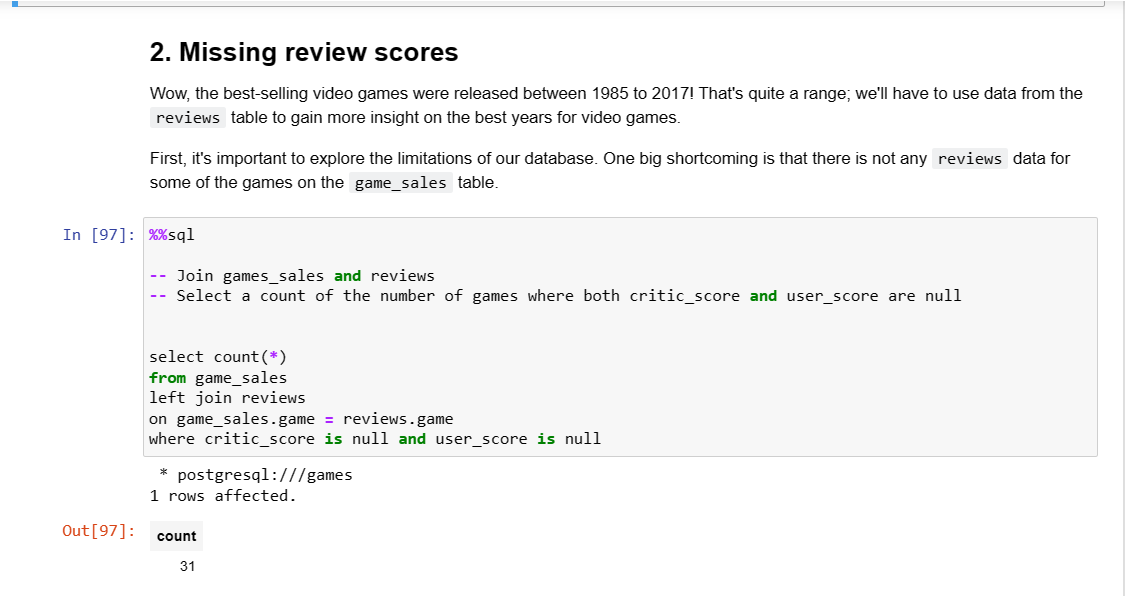 2. Missing review scores
Wow, the best-selling video games were released between 1985 to 2017! That's quite a range; we'll have to use data from the
reviews table to gain more insight on the best years for video games.
First, it's important to explore the limitations of our database. One big shortcoming is that there is not any reviews data for
some of the games on the game_sales table.
In [97]: %%sql
-- Join games_sales and reviews
-- Select a count of the number of games where both critic_score and user_score are null
select count(*)
from game_sales
left join reviews
on game_sales.game = reviews.game
where critic_score is null and user_score is null
* postgresql:///games
1 rows affected.
Out[97]: count
31